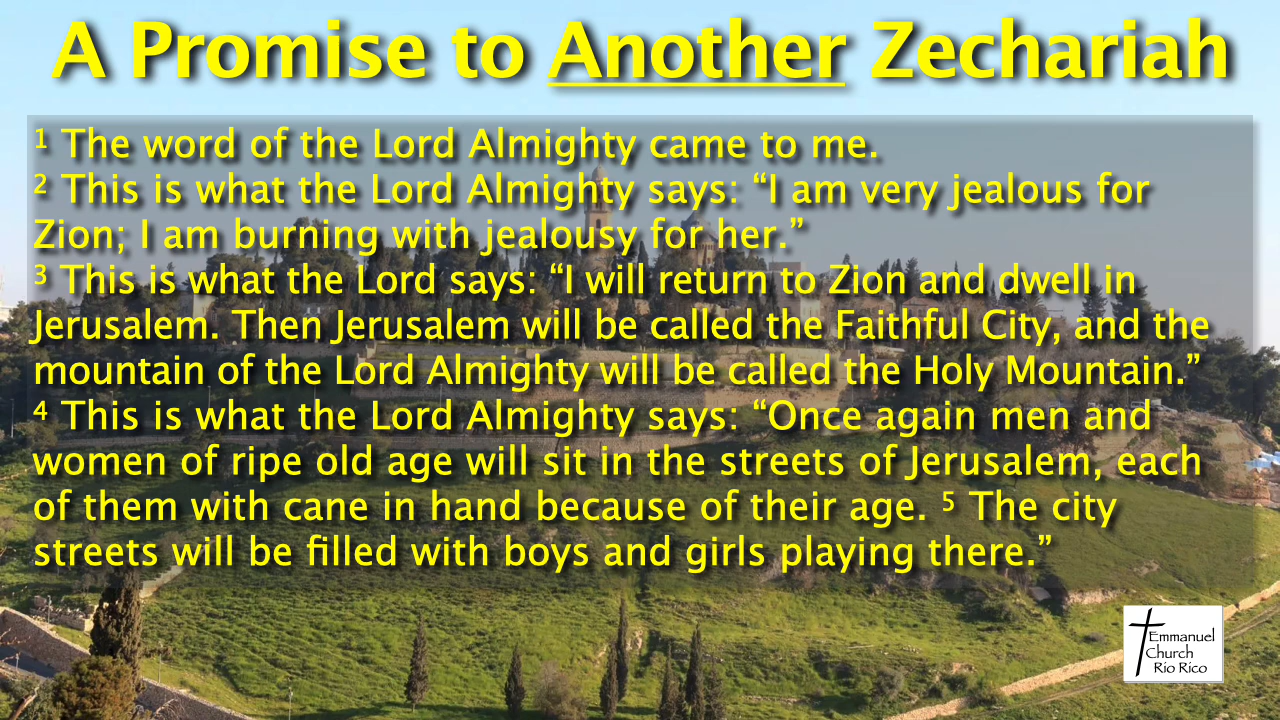 A Promise to Another Zechariah
¹ The word of the Lord Almighty came to me.
² This is what the Lord Almighty says: “I am very jealous for
Zion; I am burning with jealousy for her.”
³ This is what the Lord says: “I will return to Zion and dwell in
Jerusalem. Then Jerusalem will be called the Faithful City, and the
mountain of the Lord Almighty will be called the Holy Mountain.”
⁴ This is what the Lord Almighty says: “Once again men and
women of ripe old age will sit in the streets of Jerusalem, each
of them with cane in hand because of their age. ⁵ The city
streets will be filled with boys and girls playing there.”
Emmanuel
Church
Rio Rico